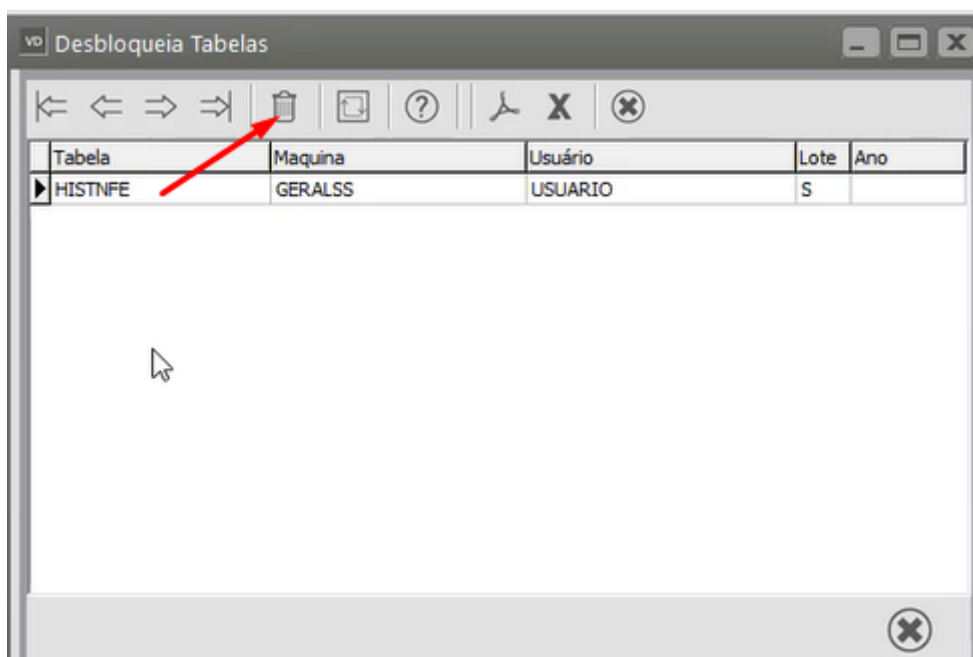 VD Desbloqueia Tabelas
Tabela Maquina Usuário Lote Ano
HISTNFE GERALSS USUARIO S